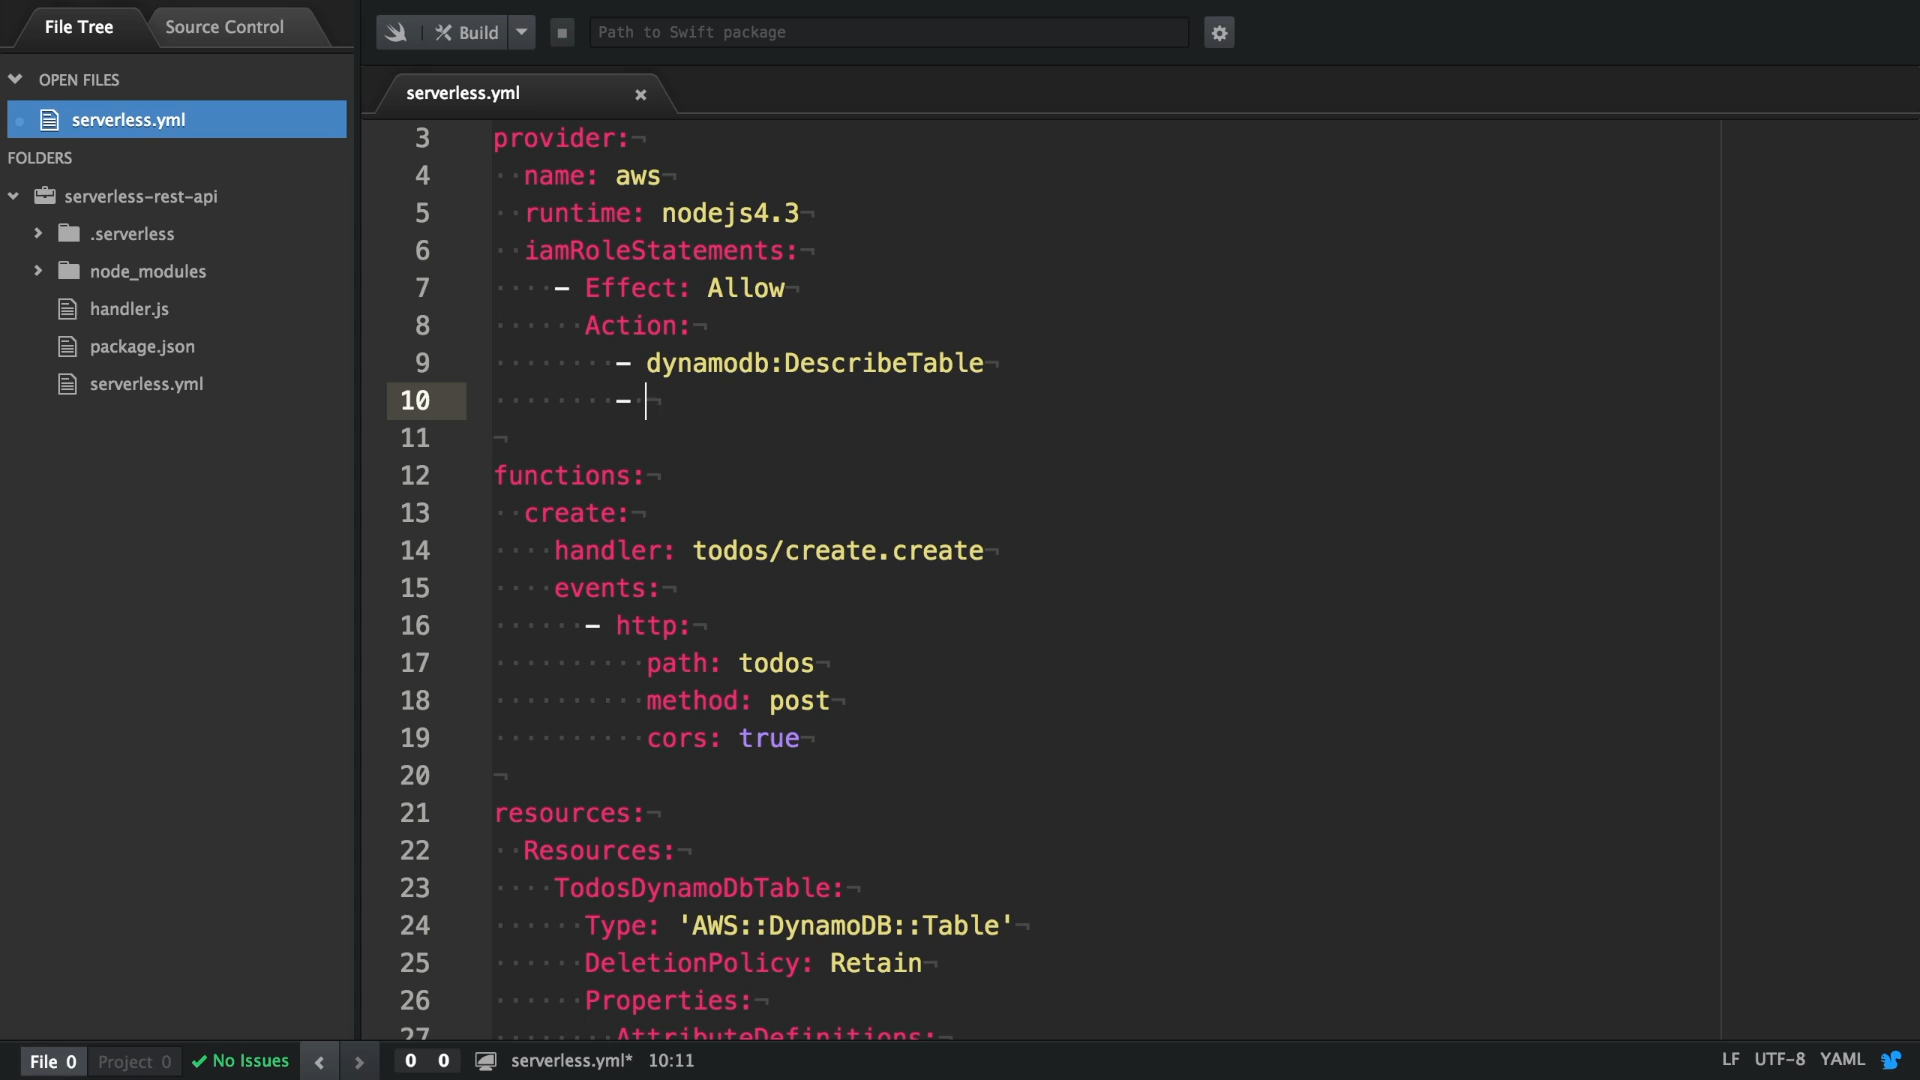 File Tree
Source Control
Build
Path to Swift package
OPEN FILES
serverless.yml
FOLDERS
serverless-rest-api
.serverless
node_modules
handler.js
package.json
serverless.yml
serverless.yml
3 provider:
4 name: aws
5 runtime: nodejs4.3
6 iamRoleStatements:
7 - Effect: Allow
8 Action:
9 - dynamodb:DescribeTable
10 -
11
12 functions:
13 create:
14 handler: todos/create.create
15 events:
16 - http:
17 path: todos
18 method: post
19 cors: true
20
21 resources:
22 Resources:
23 TodosDynamoDbTable:
24 Type: 'AWS::DynamoDB::Table'
25 DeletionPolicy: Retain
26 Properties:
27 AttributeDefinitions:
File 0 Project 0 No Issues 0 0 serverless.yml* 10:11 LF UTF-8 YAML